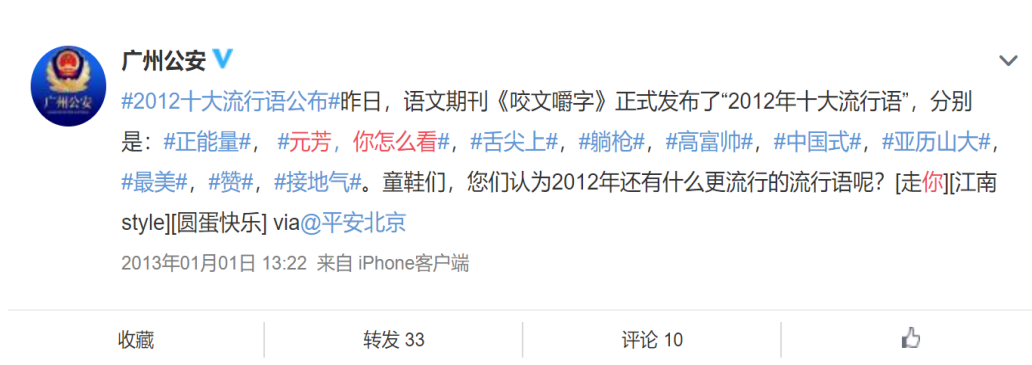 广州公安
广州公安
#2012十大流行语公布#昨日，语文期刊《咬文嚼字》正式发布了“2012年十大流行语”，分别
是：#正能量#， #元芳，你怎么看#，#舌尖上#，#躺枪#，#高富帅#，#中国式#，#亚历山大#，
#最美#，#赞#，#接地气#。童鞋们，您们认为2012年还有什么更流行的流行语呢？[走你][江南
style][圆蛋快乐] via@平安北京
2013年01月01日 13:22 来自 iPhone客户端
收藏 转发 33 评论 10